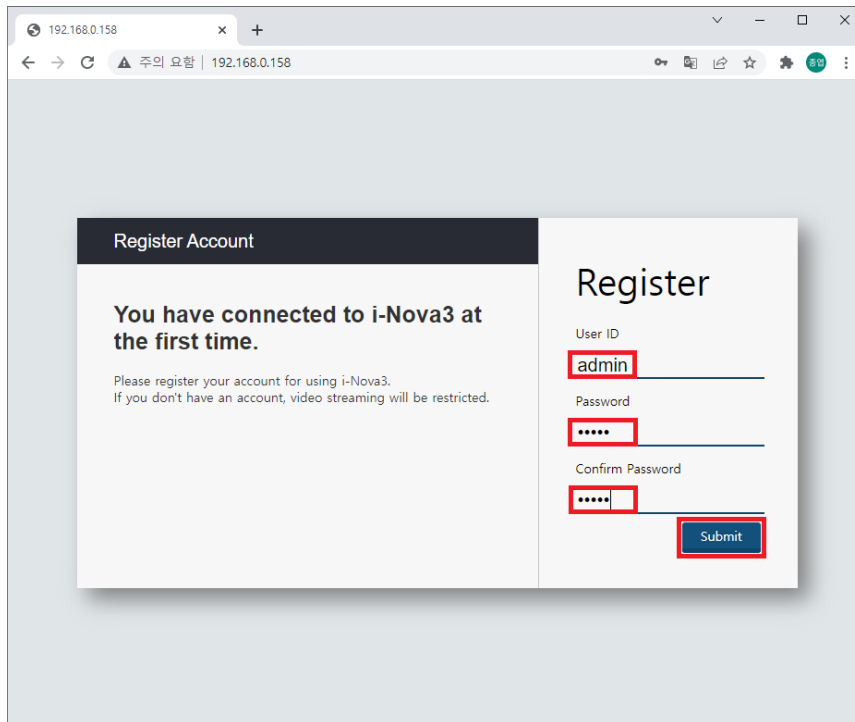 192.168.0.158
주의 요함 192.168.0.158
종엽
Register Account
You have connected to i-Nova3 at
the first time.
Please register your account for using i-Nova3.
If you don't have an account, video streaming will be restricted.
Register
User ID
admin
Password
•••••
Confirm Password
•••••
Submit